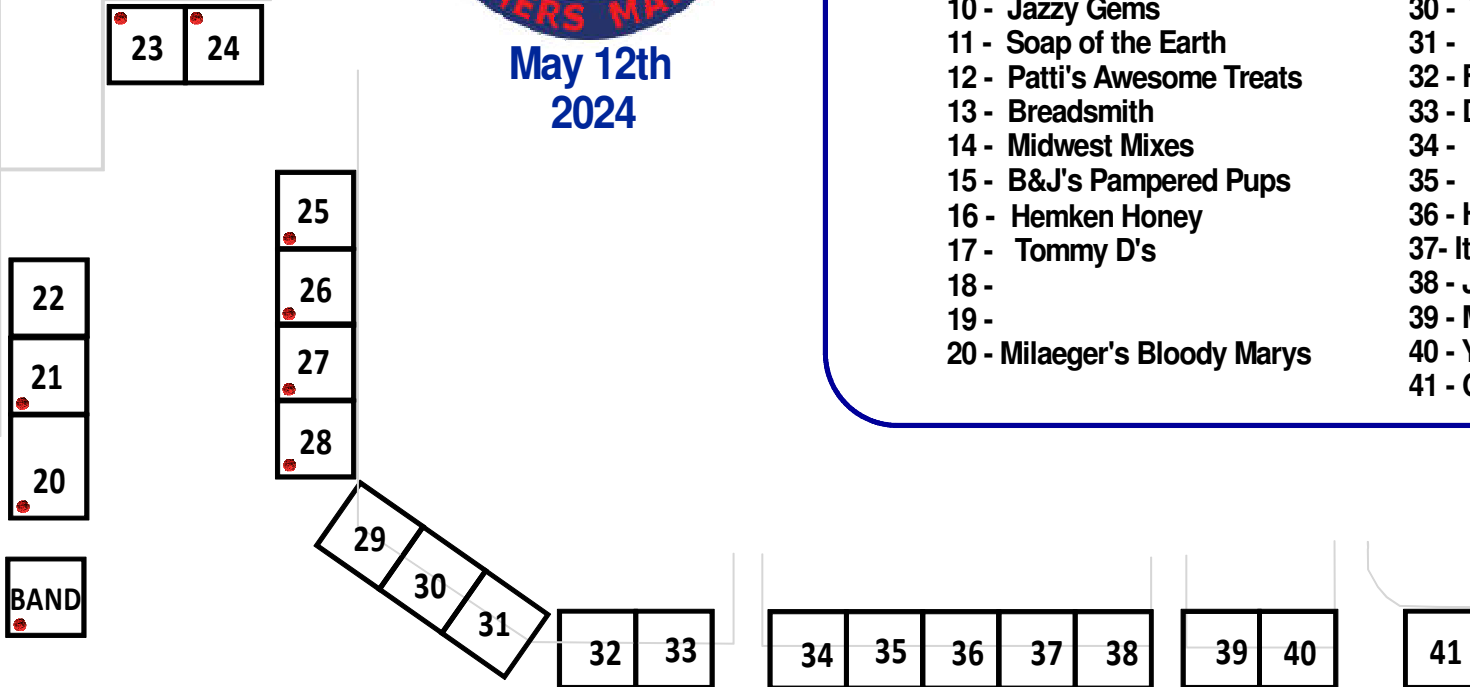 23
24
ERS MA
May 12th
2024
10 - Jazzy Gems
11 - Soap of the Earth
12 - Patti's Awesome Treats
13 - Breadsmith
14 - Midwest Mixes
15 - B&J's Pampered Pups
16 - Hemken Honey
17 - Tommy D's
18 -
19 -
20 - Milaeger's Bloody Marys
30 -
31 -
32 - F
33 - D
34 -
35 -
36 - H
37- It
38 - J
39 - M
40 - Y
41 -
25
26
27
28
22
21
20
BAND
29
30
31
32
33
34
35
36
37
38
39
40
41